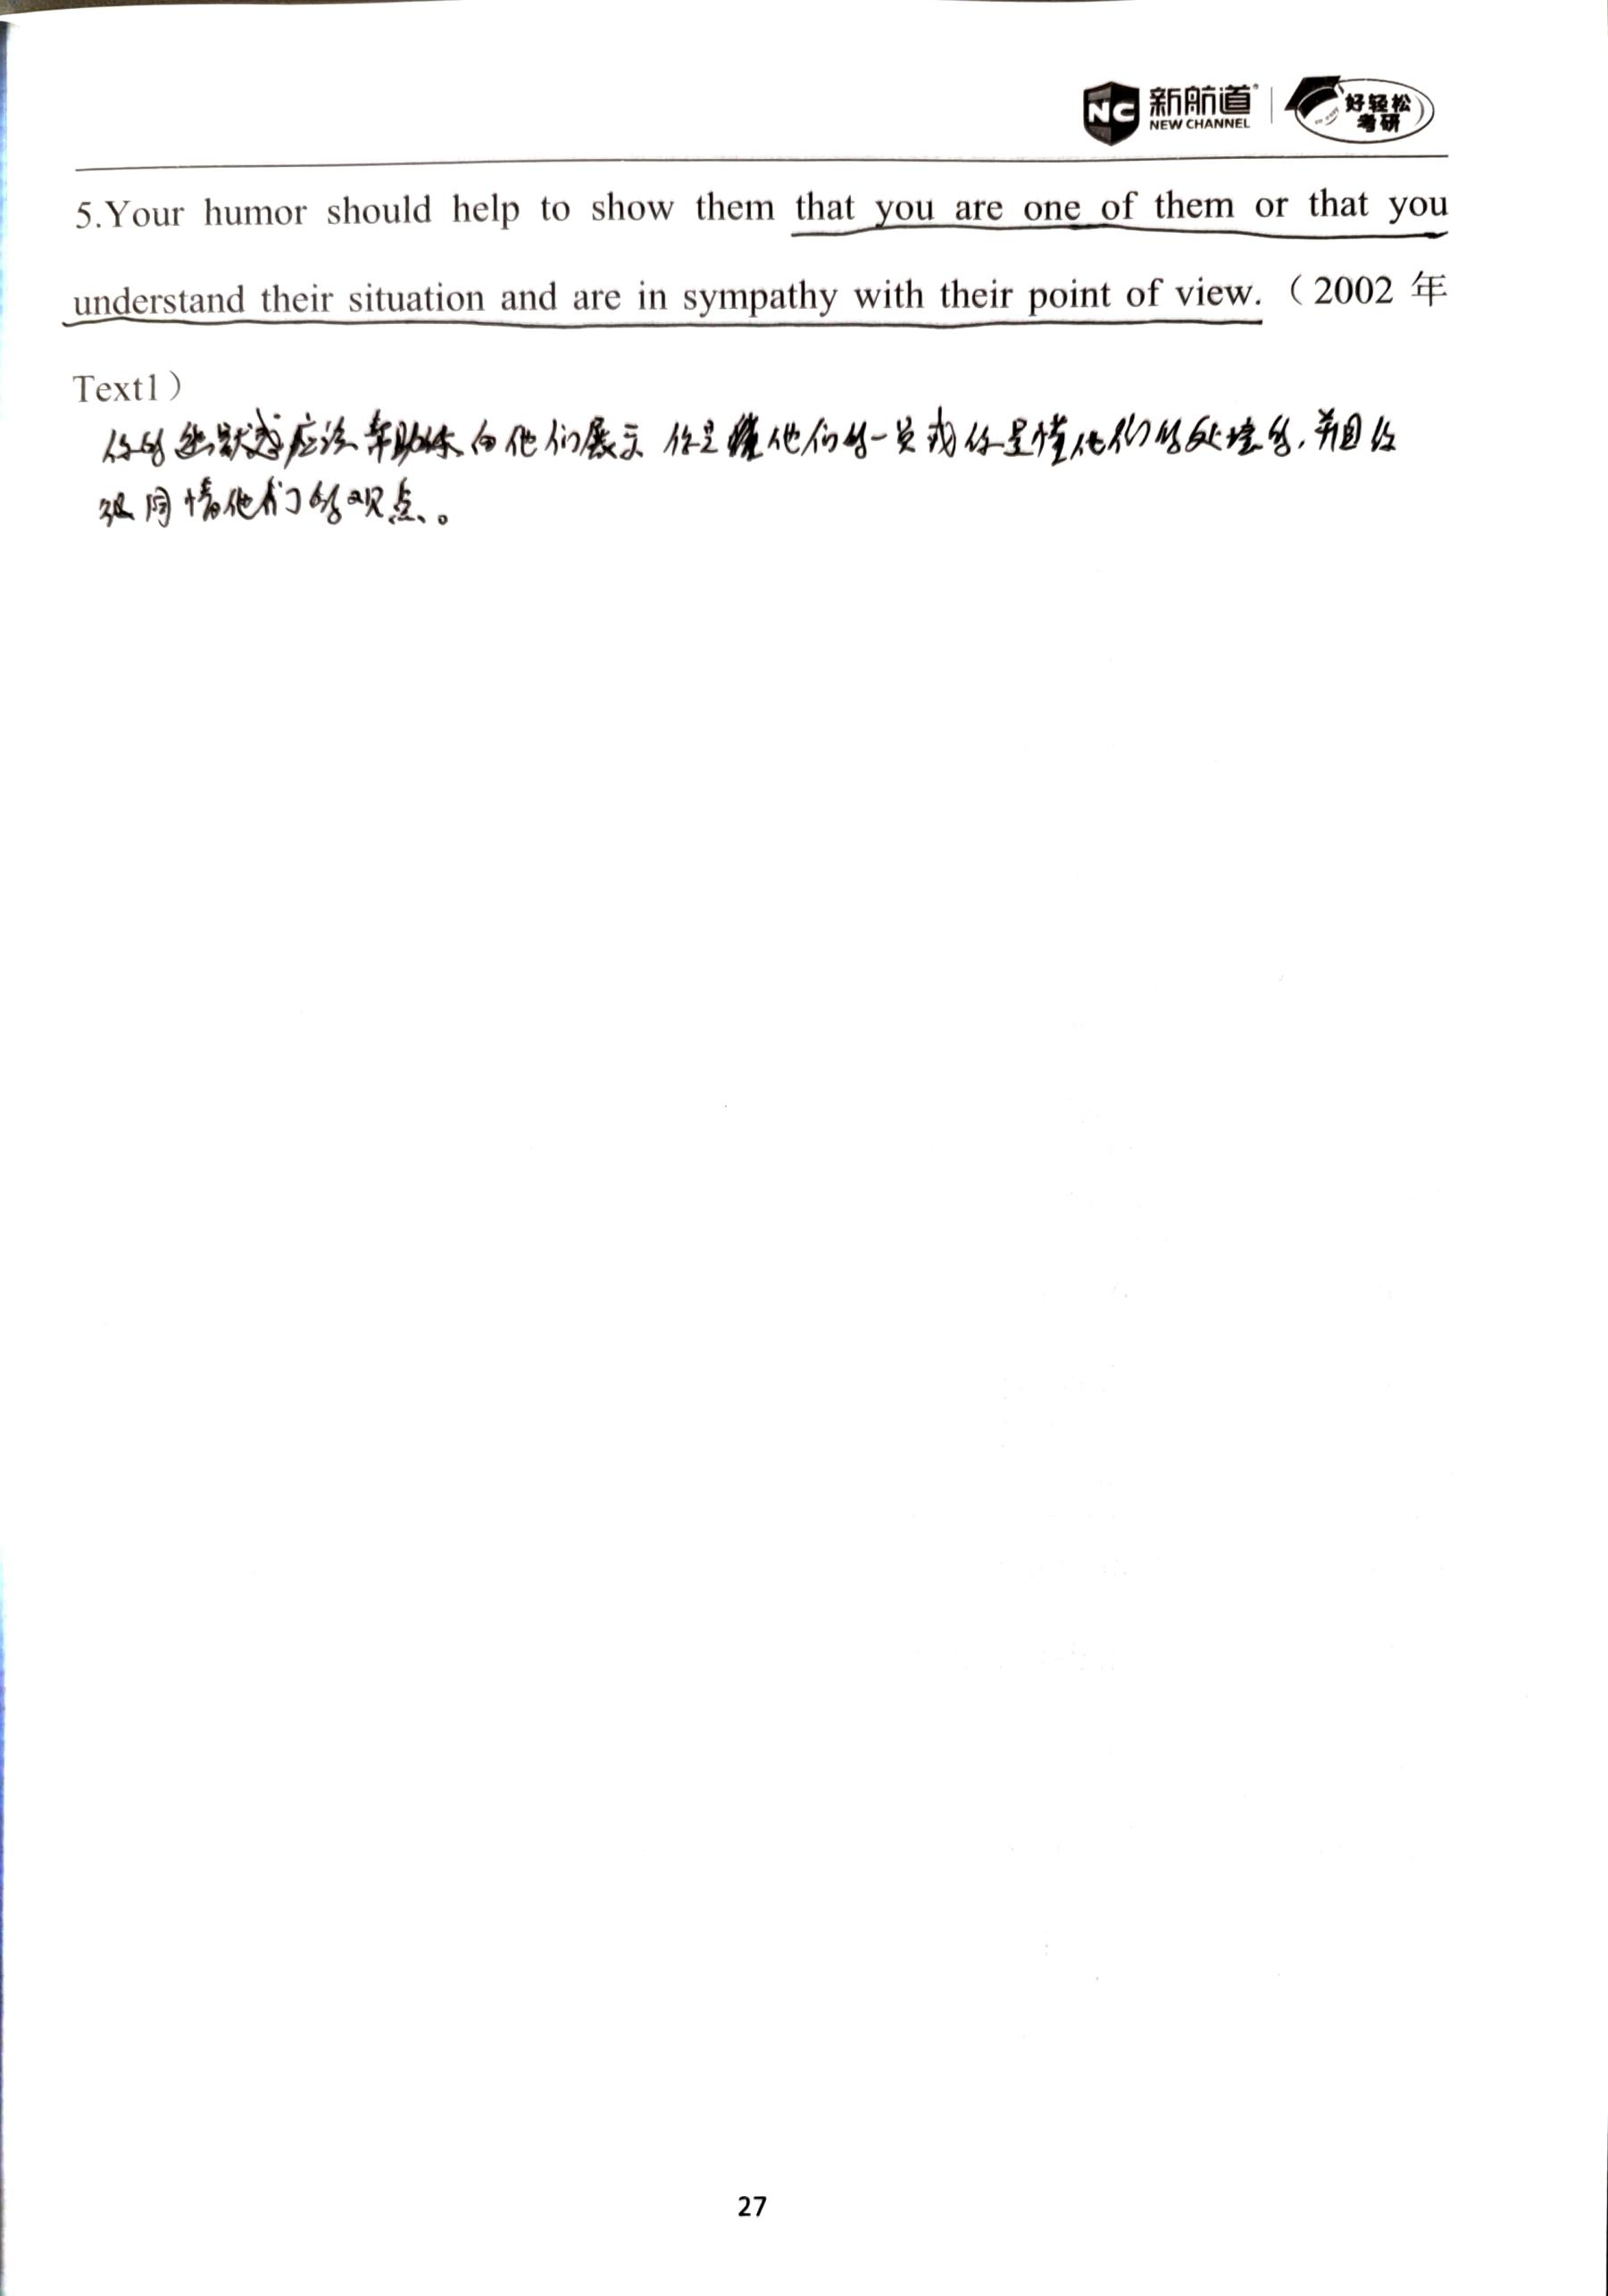 NC 新航道 NEW CHANNEL 好轻松考研
5.Your humor should help to show them that you are one of them or that you
understand their situation and are in sympathy with their point of view.（2002 年
Text1）
你的幽默感应该帮助你向他们展示 你是他们的一员或你是懂他们的处境的，并且你
很同情他们的观点。
27